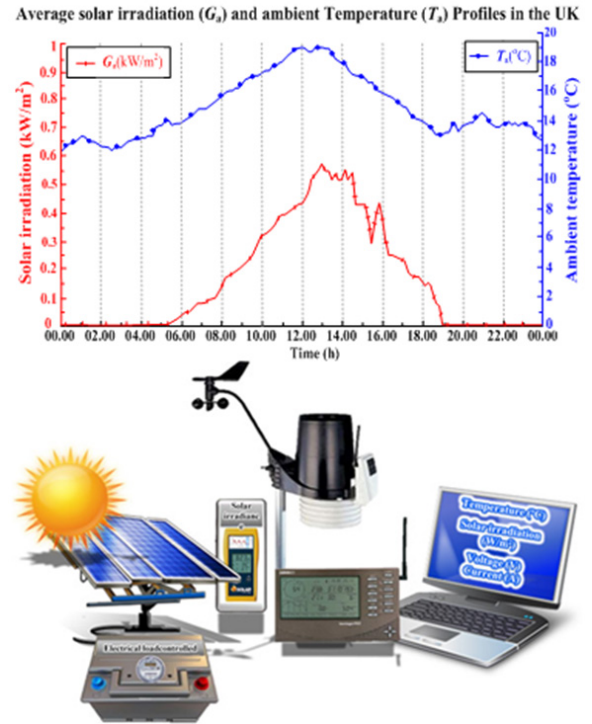 Average solar irradiation (Gₐ) and ambient Temperature (Tₐ) Profiles in the UK
Gₐ(kW/m²)
Tₐ(°C)
Solar irradiation (kW/m²)
1
0.9
0.8
0.7
0.6
0.5
0.4
0.3
0.2
0.1
0
Ambient temperature (°C)
20
18
16
14
12
10
8
6
4
2
0
00.00 02.00 04.00 06.00 08.00 10.00 12.00 14.00 16.00 18.00 20.00 22.00 00.00
Time (h)
Solar
irradianc
Temperature (°C)
Solar irradiation
(W/m²)
Voltage (V)
Current (A)
Electrical loadcontrolled